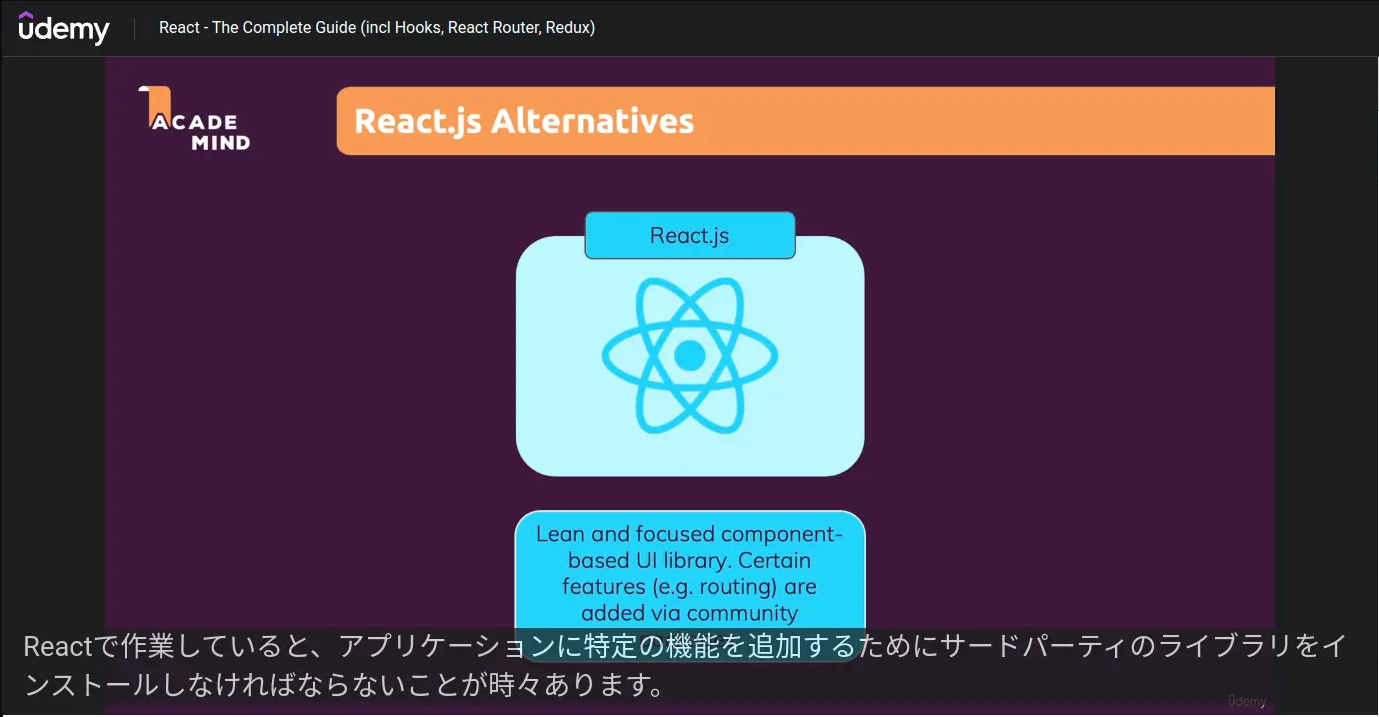 ûdemy
React - The Complete Guide (incl Hooks, React Router, Redux)
ACADE
MIND
React.js Alternatives
React.js
Lean and focused component-
based UI library. Certain
features (e.g. routing) are
added via community
Reactで作業していると、アプリケーションに特定の機能を追加するためにサードパーティのライブラリをイ
ンストールしなければならないことが時々あります。
ûdemy